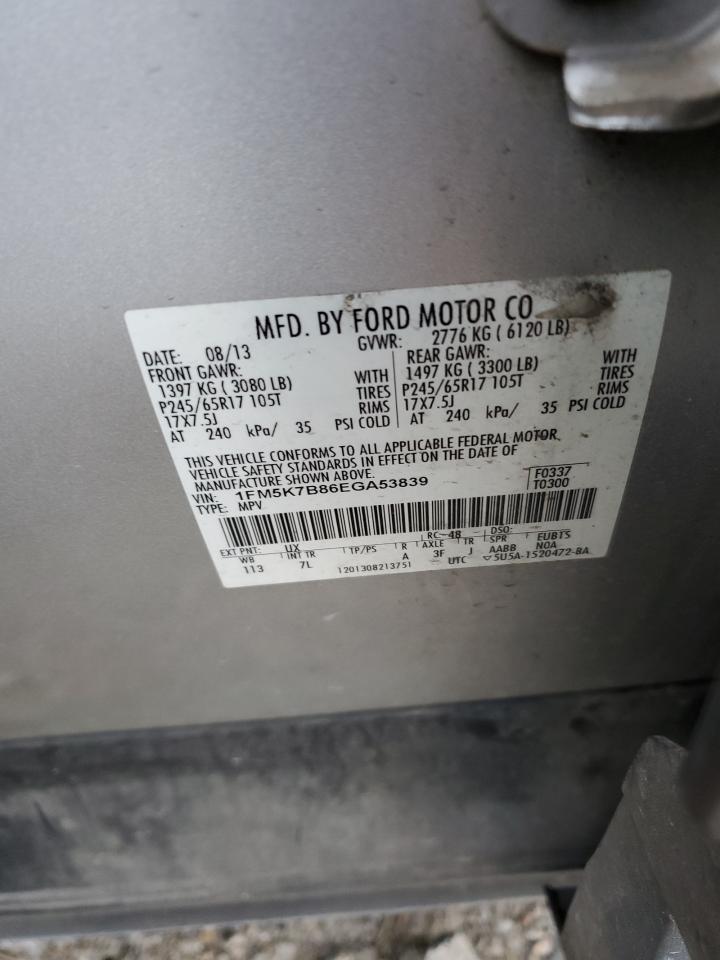 MFD. BY FORD MOTOR CO.
DATE: 08/13 GVWR: 2776 KG ( 6120 LB)
FRONT GAWR: REAR GAWR:
1397 KG ( 3080 LB) WITH 1497 KG ( 3300 LB) WITH
P245/65R17 105T TIRES P245/65R17 105T TIRES
17X7.5J RIMS 17X7.5J RIMS
AT 240 kPa/ 35 PSI COLD AT 240 kPa/ 35 PSI COLD
THIS VEHICLE CONFORMS TO ALL APPLICABLE FEDERAL MOTOR
VEHICLE SAFETY STANDARDS IN EFFECT ON THE DATE OF
MANUFACTURE SHOWN ABOVE.
VIN: 1FM5K7B86EGA53839 F0337
TYPE: MPV T0300
RC: 48 DSO:
EXT PNT: UX
WB INT TR TP/PS R AXLE TR SPR EUBTS
113 7L A 3F J AABB N0A
1201308213751 UTC 5U5A-1520472-BA